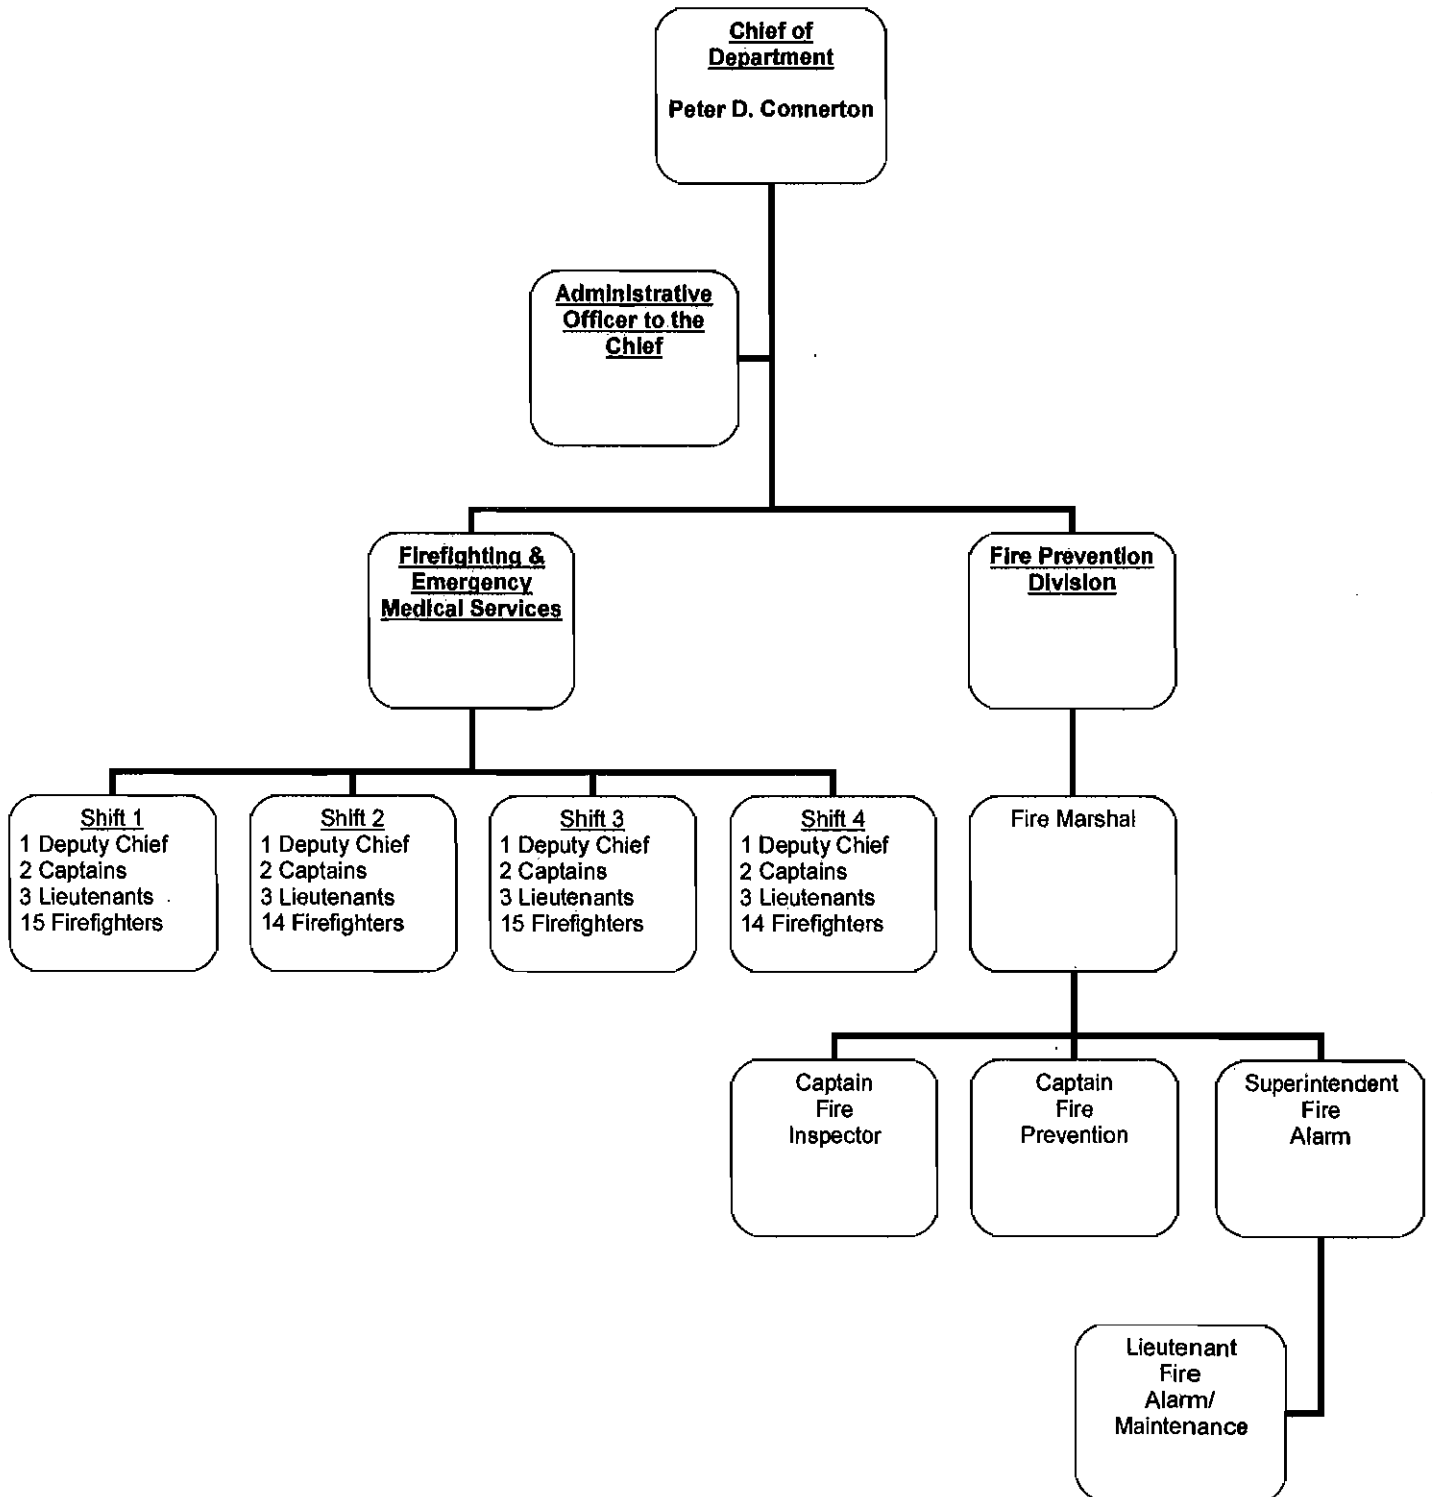 Chief of
Department
Peter D. Connerton
Administrative
Officer to the
Chief
Firefighting &
Emergency
Medical Services
Fire Prevention
Division
Shift 1
1 Deputy Chief
2 Captains
3 Lieutenants
15 Firefighters
Shift 2
1 Deputy Chief
2 Captains
3 Lieutenants
14 Firefighters
Shift 3
1 Deputy Chief
2 Captains
3 Lieutenants
15 Firefighters
Shift 4
1 Deputy Chief
2 Captains
3 Lieutenants
14 Firefighters
Fire Marshal
Captain
Fire
Inspector
Captain
Fire
Prevention
Superintendent
Fire
Alarm
Lieutenant
Fire
Alarm/
Maintenance